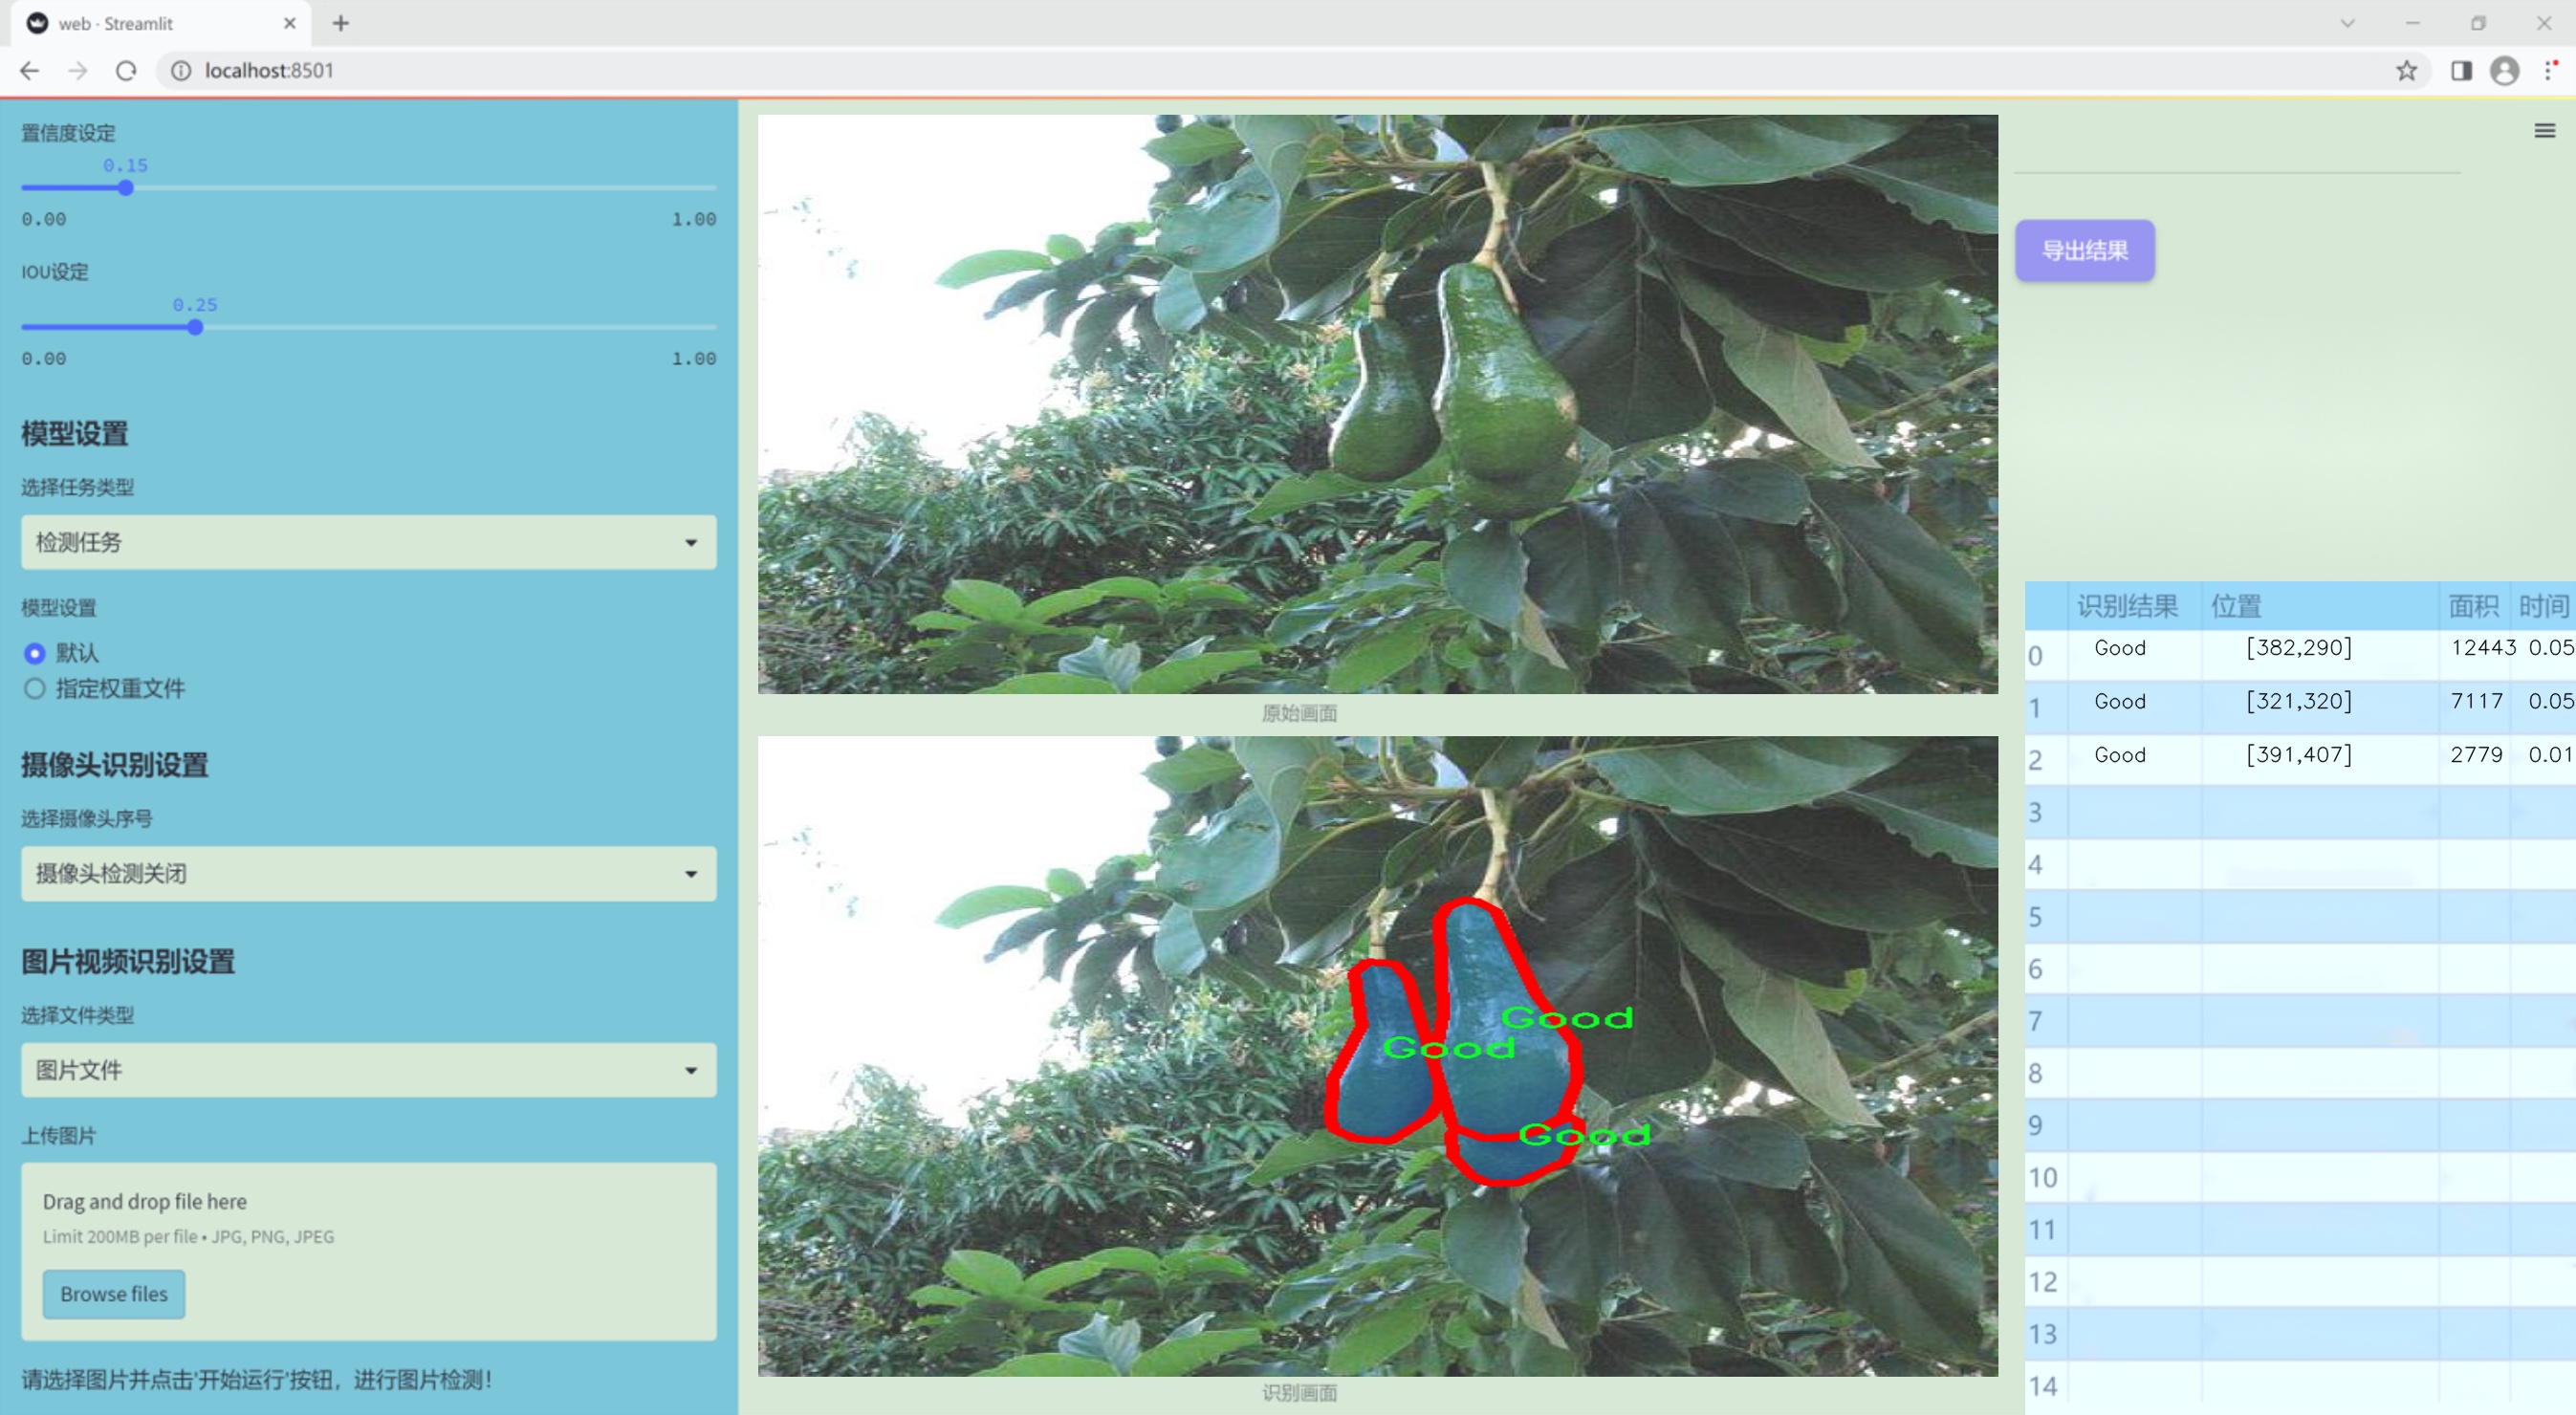 web · Streamlit
localhost:8501
置信度设定
0.15
0.00 1.00
IOU设定
0.25
0.00 1.00
模型设置
选择任务类型
检测任务
模型设置
默认
指定权重文件
摄像头识别设置
选择摄像头序号
摄像头检测关闭
图片视频识别设置
选择文件类型
图片文件
上传图片
Drag and drop file here
Limit 200MB per file • JPG, PNG, JPEG
Browse files
请选择图片并点击'开始运行'按钮，进行图片检测！
原始画面
Good
Good
Good
识别画面
导出结果
识别结果 位置 面积 时间
0 Good [382,290] 12443 0.05
1 Good [321,320] 7117 0.05
2 Good [391,407] 2779 0.01
3
4
5
6
7
8
9
10
11
12
13
14